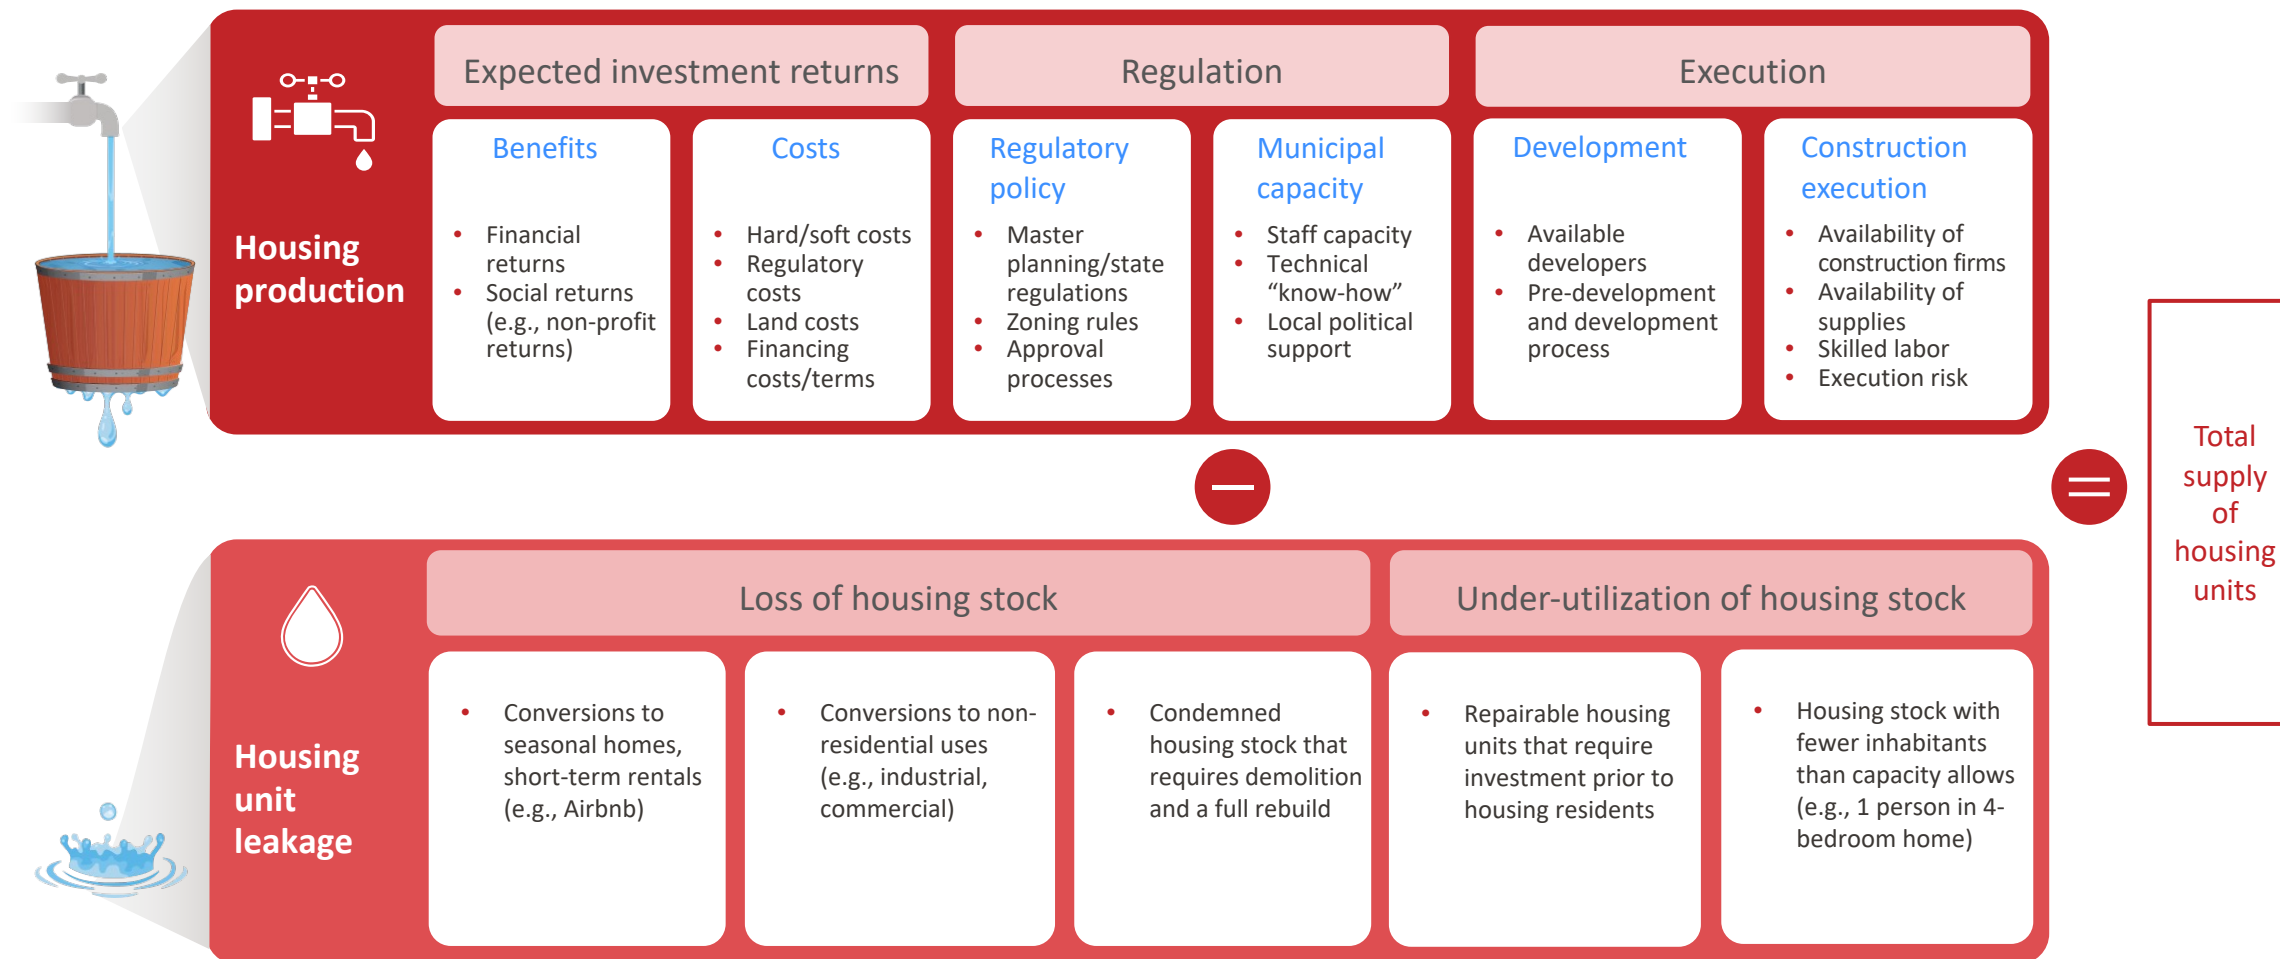 Expected investment returns
Regulation
Execution
Housing
production
Benefits
• Financial
returns
• Social returns
(e.g., non-profit
returns)
Costs
• Hard/soft costs
• Regulatory
costs
• Land costs
• Financing
costs/terms
Regulatory
policy
• Master
planning/state
regulations
• Zoning rules
• Approval
processes
Municipal
capacity
• Staff capacity
• Technical
“know-how”
• Local political
support
Development
• Available
developers
• Pre-development
and development
process
Construction
execution
• Availability of
construction firms
• Availability of
supplies
• Skilled labor
• Execution risk
Housing
unit
leakage
Loss of housing stock
Under-utilization of housing stock
• Conversions to
seasonal homes,
short-term rentals
(e.g., Airbnb)
• Conversions to non-
residential uses
(e.g., industrial,
commercial)
• Condemned
housing stock that
requires demolition
and a full rebuild
• Repairable housing
units that require
investment prior to
housing residents
• Housing stock with
fewer inhabitants
than capacity allows
(e.g., 1 person in 4-
bedroom home)
Total
supply
of
housing
units